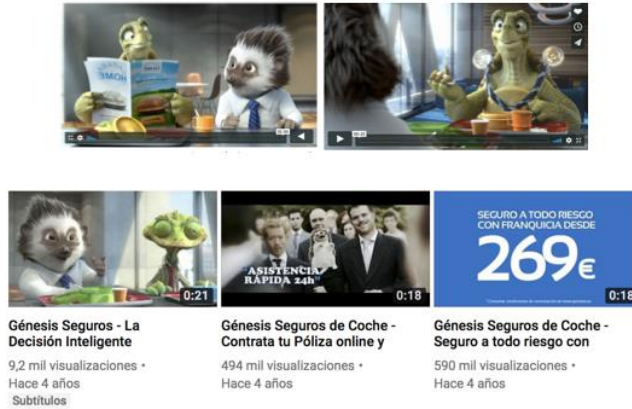 HOME
0:21
ASISTENCIA
RÁPIDA 24h
0:18
SEGURO A TODO RIESGO
CON FRANQUICIA DESDE
269€
0:18
Génesis Seguros - La
Decisión Inteligente
9,2 mil visualizaciones •
Hace 4 años
Subtítulos
Génesis Seguros de Coche -
Contrata tu Póliza online y
494 mil visualizaciones •
Hace 4 años
Génesis Seguros de Coche -
Seguro a todo riesgo con
590 mil visualizaciones •
Hace 4 años